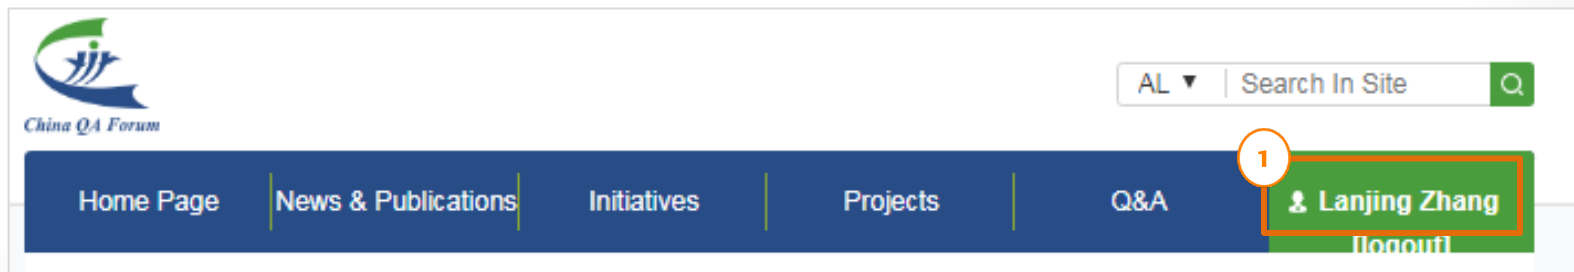 China QA Forum
AL ▼ Search In Site
1
Home Page News & Publications Initiatives Projects Q&A Lanjing Zhang
[logout]